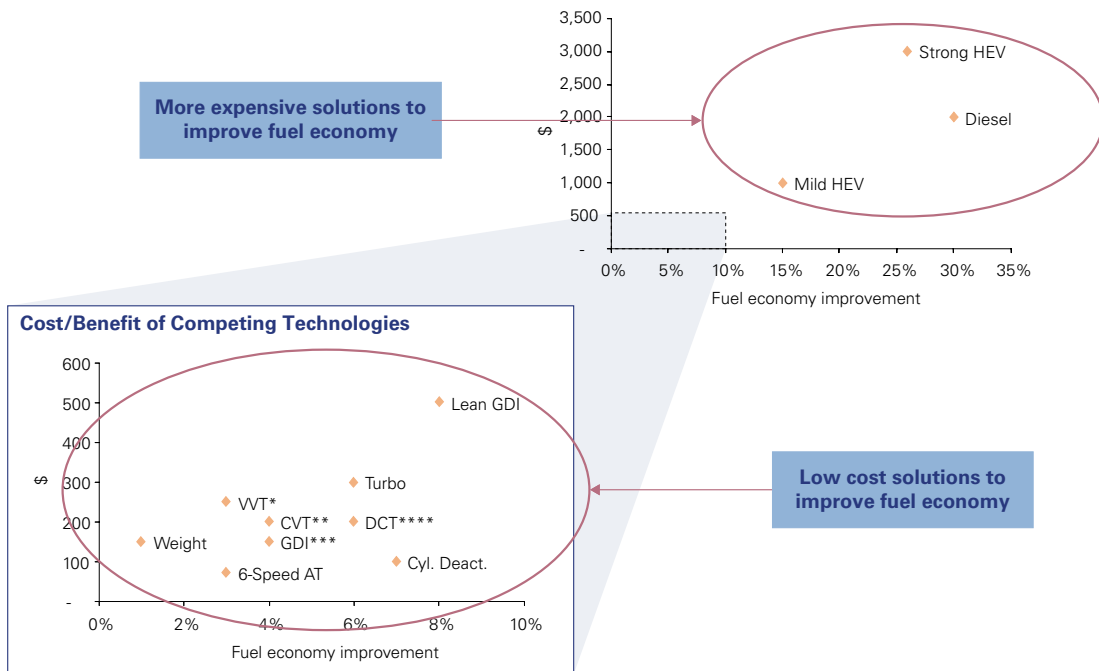 3,500
3,000
2,500
2,000
1,500
1,000
500
-
$
Strong HEV
Diesel
Mild HEV
0% 5% 10% 15% 20% 25% 30% 35%
Fuel economy improvement
More expensive solutions to
improve fuel economy
Cost/Benefit of Competing Technologies
600
500
400
300
200
100
-
$
Lean GDI
Turbo
VVT*
CVT** DCT****
Weight GDI***
6-Speed AT Cyl. Deact.
0% 2% 4% 6% 8% 10%
Fuel economy improvement
Low cost solutions to
improve fuel economy